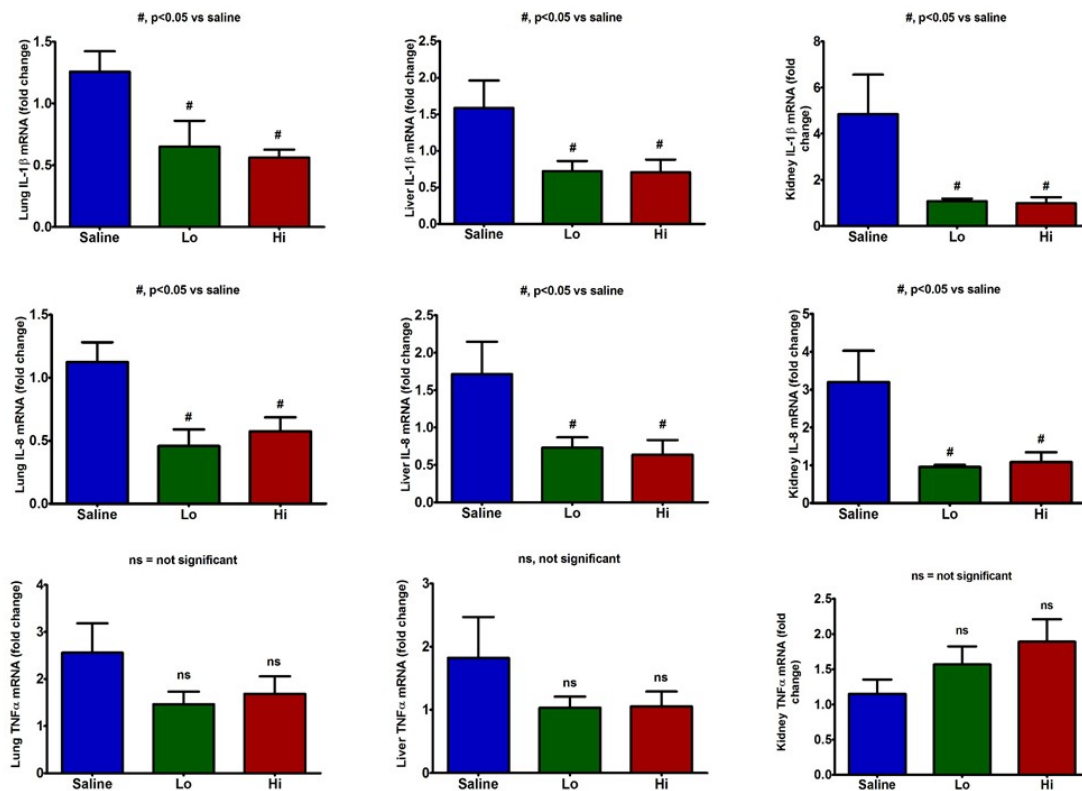 #, p<0.05 vs saline
Lung IL-1β mRNA (fold change)
1.5
1.0
0.5
0.0
#
#
Saline Lo Hi
#, p<0.05 vs saline
Liver IL-1β mRNA (fold change)
2.5
2.0
1.5
1.0
0.5
0.0
#
#
Saline Lo Hi
#, p<0.05 vs saline
Kidney IL-1β mRNA (fold
change)
8
6
4
2
0
#
#
Saline Lo Hi
#, p<0.05 vs saline
Lung IL-8 mRNA (fold change)
1.5
1.0
0.5
0.0
#
#
Saline Lo Hi
#, p<0.05 vs saline
Liver IL-8 mRNA (fold change)
2.5
2.0
1.5
1.0
0.5
0.0
#
#
Saline Lo Hi
#, p<0.05 vs saline
Kidney IL-8 mRNA (fold change)
5
4
3
2
1
0
#
#
Saline Lo Hi
ns = not significant
Lung TNFα mRNA (fold change)
4
3
2
1
0
ns
ns
Saline Lo Hi
ns, not significant
Liver TNFα mRNA (fold change)
3
2
1
0
ns
ns
Saline Lo Hi
ns = not significant
Kidney TNFα mRNA (fold
change)
2.5
2.0
1.5
1.0
0.5
0.0
ns
ns
Saline Lo Hi